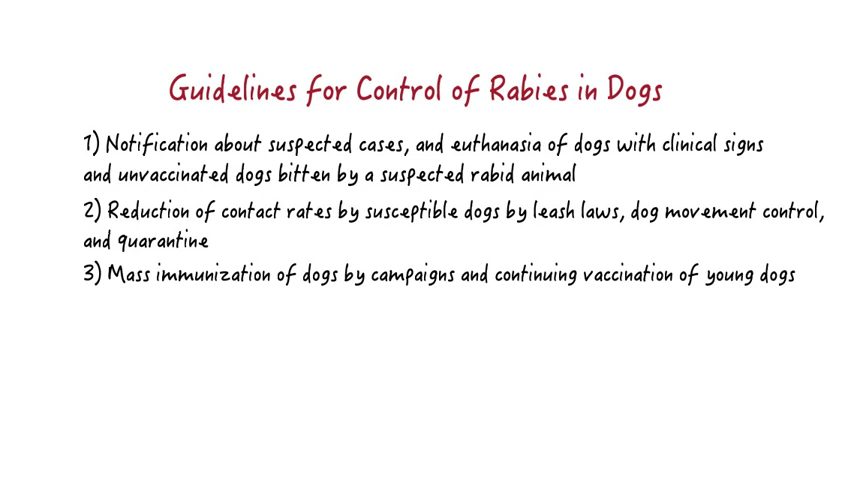 Guidelines for Control of Rabies in Dogs
1) Notification about suspected cases, and euthanasia of dogs with clinical signs
and unvaccinated dogs bitten by a suspected rabid animal
2) Reduction of contact rates by susceptible dogs by leash laws, dog movement control,
and quarantine
3) Mass immunization of dogs by campaigns and continuing vaccination of young dogs